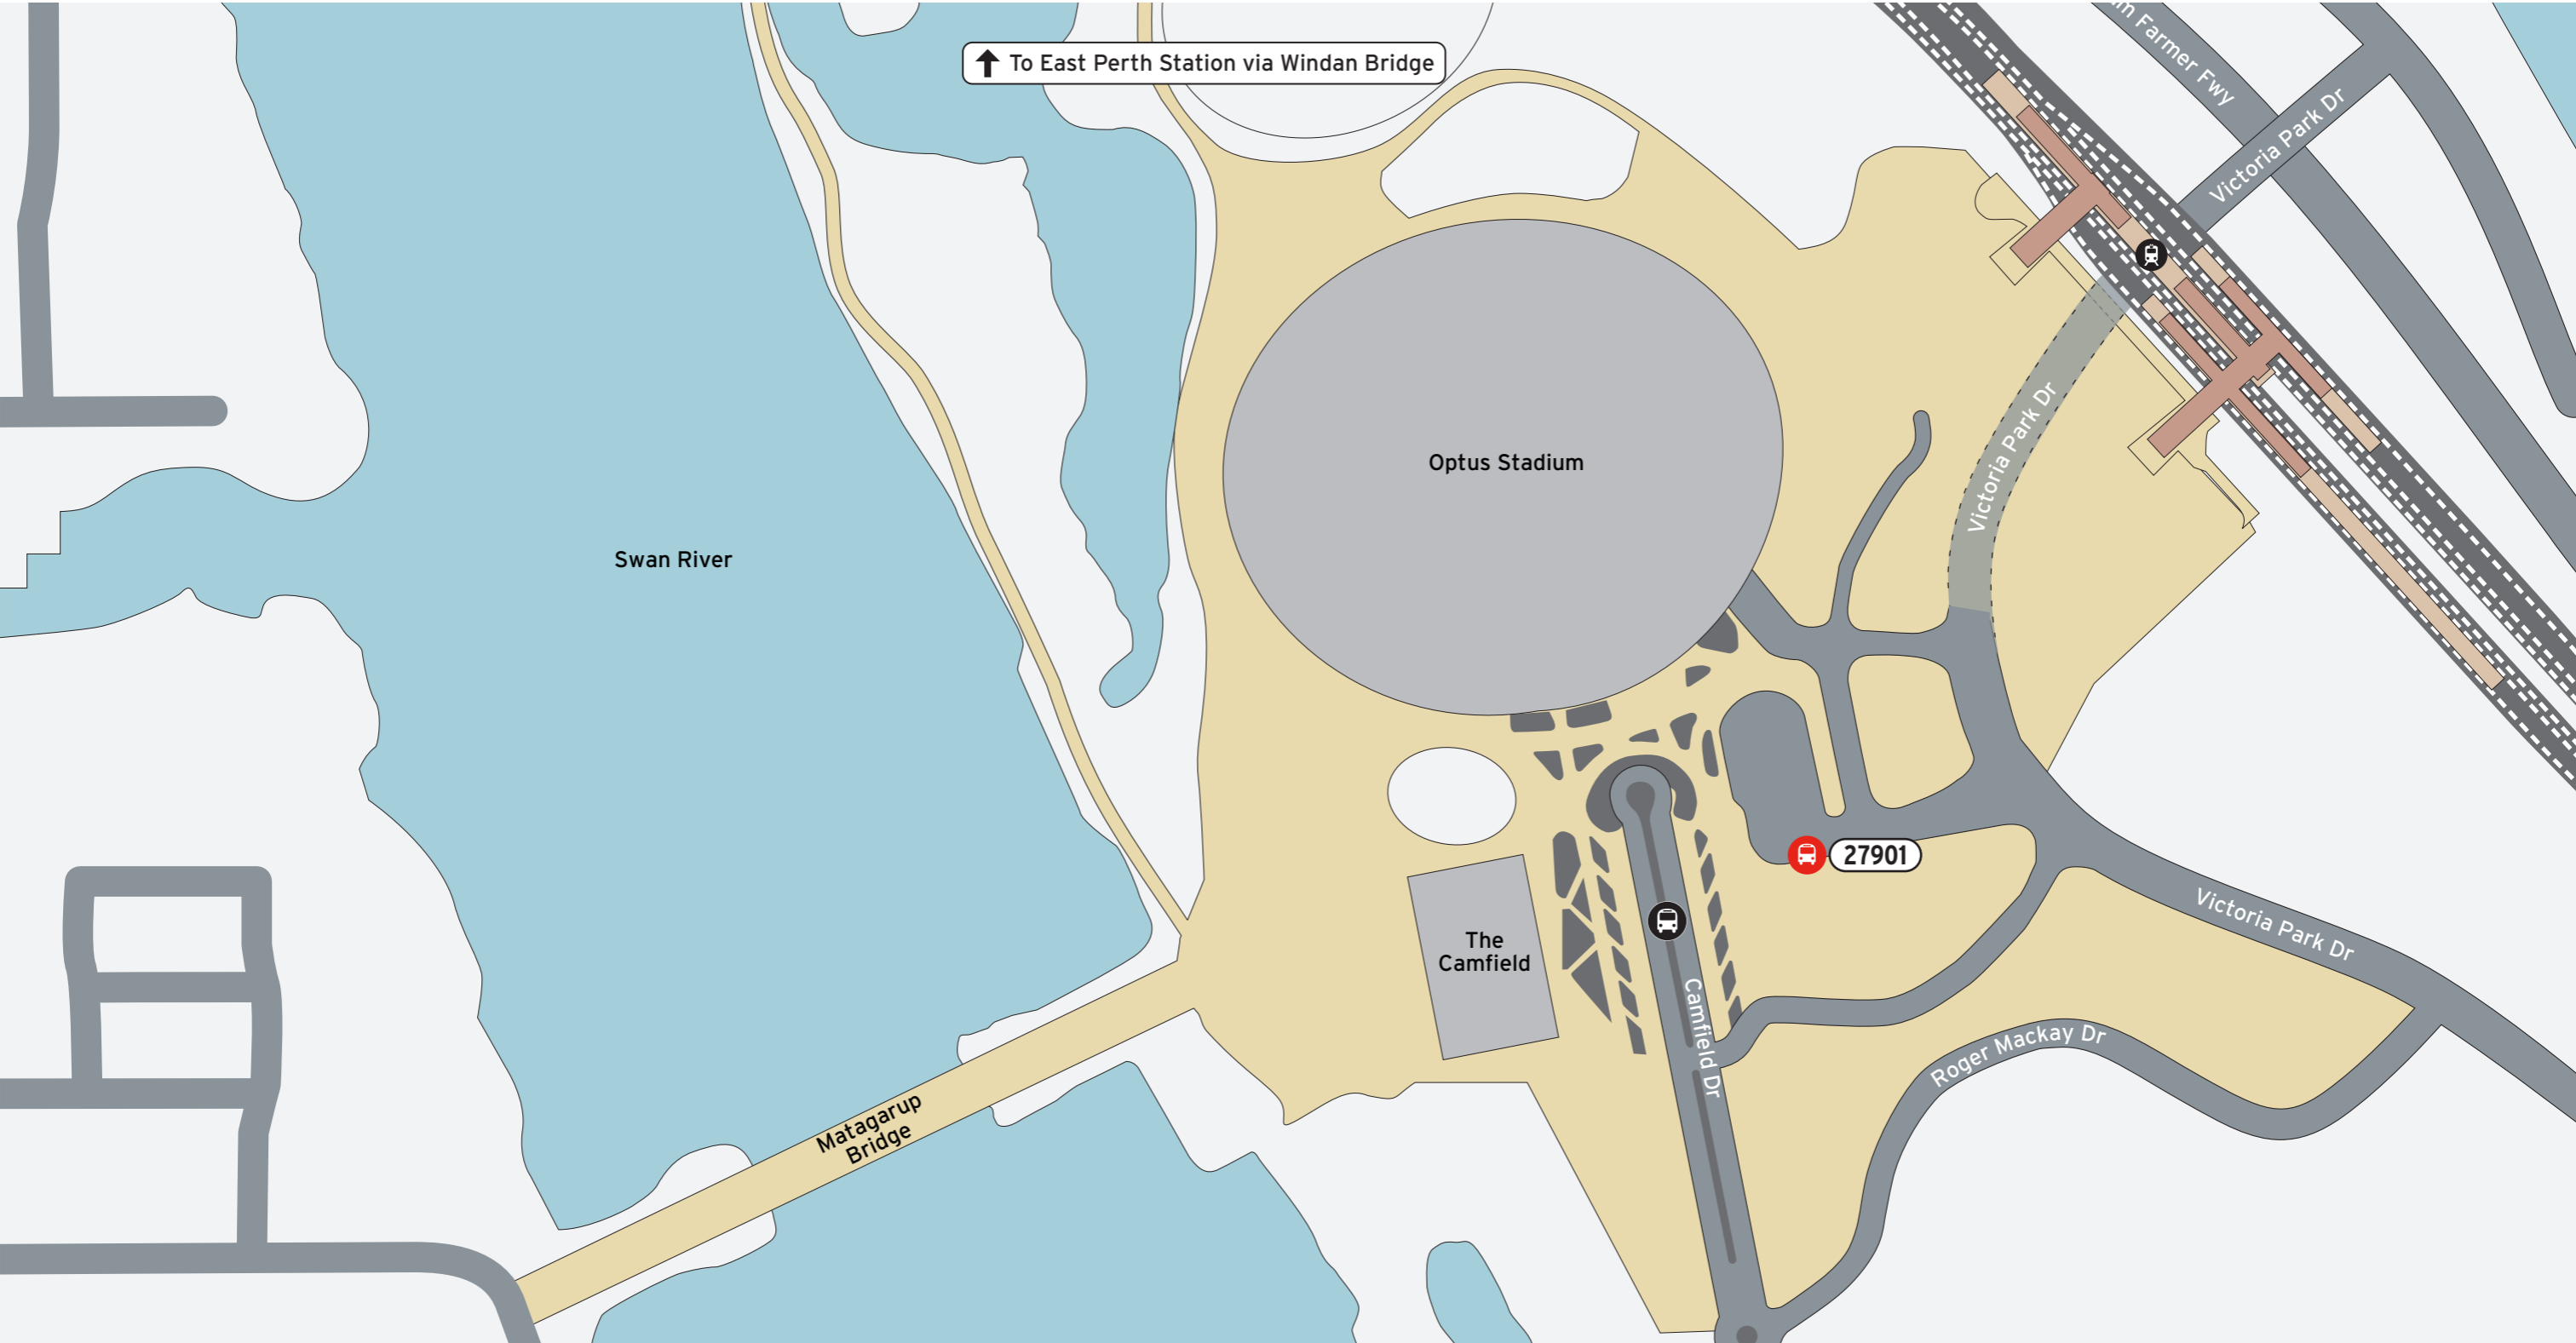 To East Perth Station via Windan Bridge
Farmer Fwy
Victoria Park Dr
Victoria Park Dr
Optus Stadium
Swan River
27901
Victoria Park Dr
The
Camfield
Camfield Dr
Roger Mackay Dr
Matagarup
Bridge